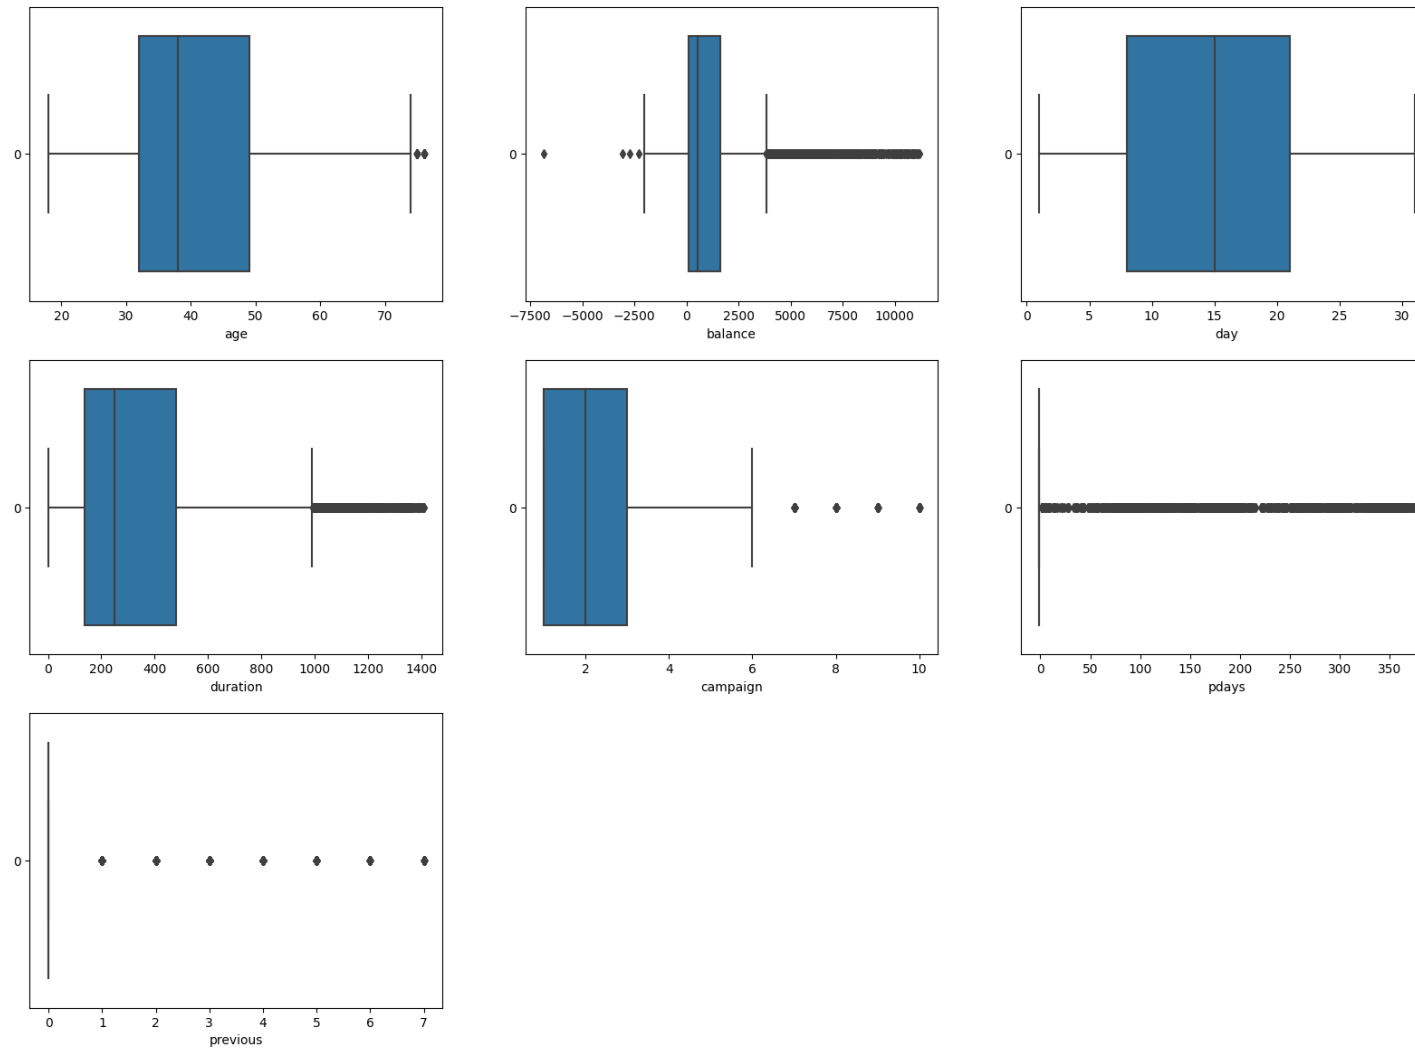 0
20 30 40 50 60 70
age
0
−7500 −5000 −2500 0 2500 5000 7500 10000
balance
0
0 5 10 15 20 25 30
day
0
0 200 400 600 800 1000 1200 1400
duration
0
2 4 6 8 10
campaign
0
0 50 100 150 200 250 300 350
pdays
0
0 1 2 3 4 5 6 7
previous